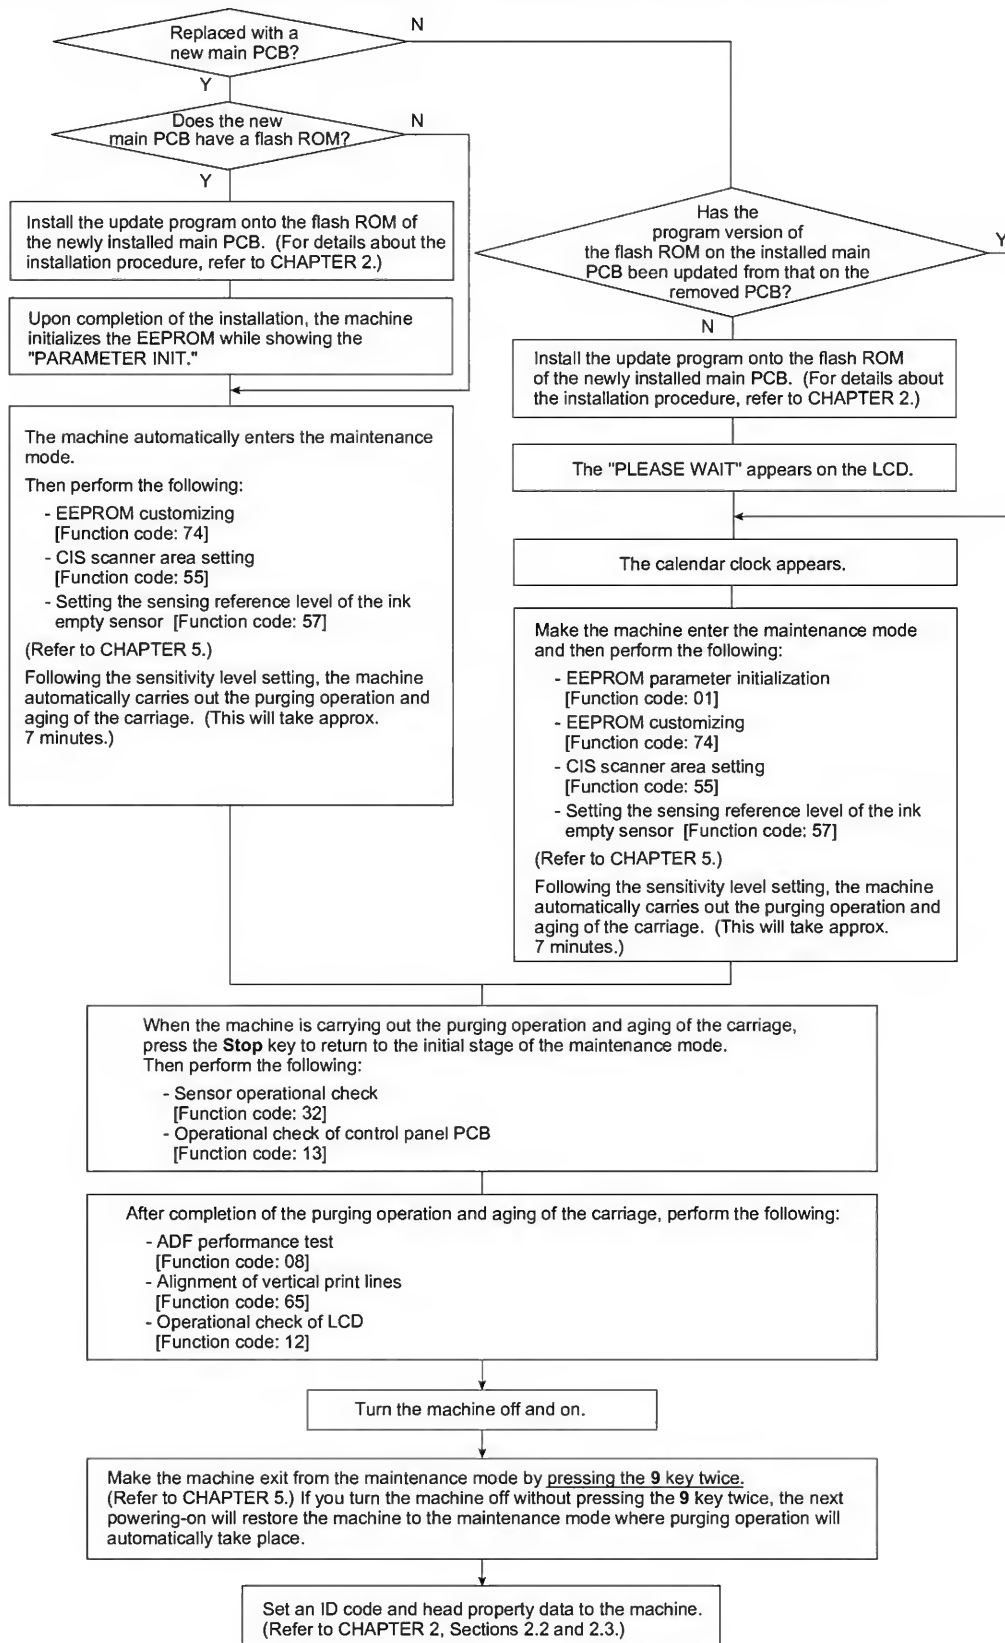 Replaced with a
new main PCB?
N
Y
Does the new
main PCB have a flash ROM?
N
Y
Install the update program onto the flash ROM of
the newly installed main PCB. (For details about the
installation procedure, refer to CHAPTER 2.)
Upon completion of the installation, the machine
initializes the EEPROM while showing the
"PARAMETER INIT."
The machine automatically enters the maintenance
mode.
Then perform the following:
- EEPROM customizing
[Function code: 74]
- CIS scanner area setting
[Function code: 55]
- Setting the sensing reference level of the ink
empty sensor [Function code: 57]
(Refer to CHAPTER 5.)
Following the sensitivity level setting, the machine
automatically carries out the purging operation and
aging of the carriage. (This will take approx.
7 minutes.)
Has the
program version of
the flash ROM on the installed main
PCB been updated from that on the
removed PCB?
Y
N
Install the update program onto the flash ROM
of the newly installed main PCB. (For details about
the installation procedure, refer to CHAPTER 2.)
The "PLEASE WAIT" appears on the LCD.
The calendar clock appears.
Make the machine enter the maintenance mode
and then perform the following:
- EEPROM parameter initialization
[Function code: 01]
- EEPROM customizing
[Function code: 74]
- CIS scanner area setting
[Function code: 55]
- Setting the sensing reference level of the ink
empty sensor [Function code: 57]
(Refer to CHAPTER 5.)
Following the sensitivity level setting, the machine
automatically carries out the purging operation and
aging of the carriage. (This will take approx.
7 minutes.)
When the machine is carrying out the purging operation and aging of the carriage,
press the Stop key to return to the initial stage of the maintenance mode.
Then perform the following:
- Sensor operational check
[Function code: 32]
- Operational check of control panel PCB
[Function code: 13]
After completion of the purging operation and aging of the carriage, perform the following:
- ADF performance test
[Function code: 08]
- Alignment of vertical print lines
[Function code: 65]
- Operational check of LCD
[Function code: 12]
Turn the machine off and on.
Make the machine exit from the maintenance mode by pressing the 9 key twice.
(Refer to CHAPTER 5.) If you turn the machine off without pressing the 9 key twice, the next
powering-on will restore the machine to the maintenance mode where purging operation will
automatically take place.
Set an ID code and head property data to the machine.
(Refer to CHAPTER 2, Sections 2.2 and 2.3.)